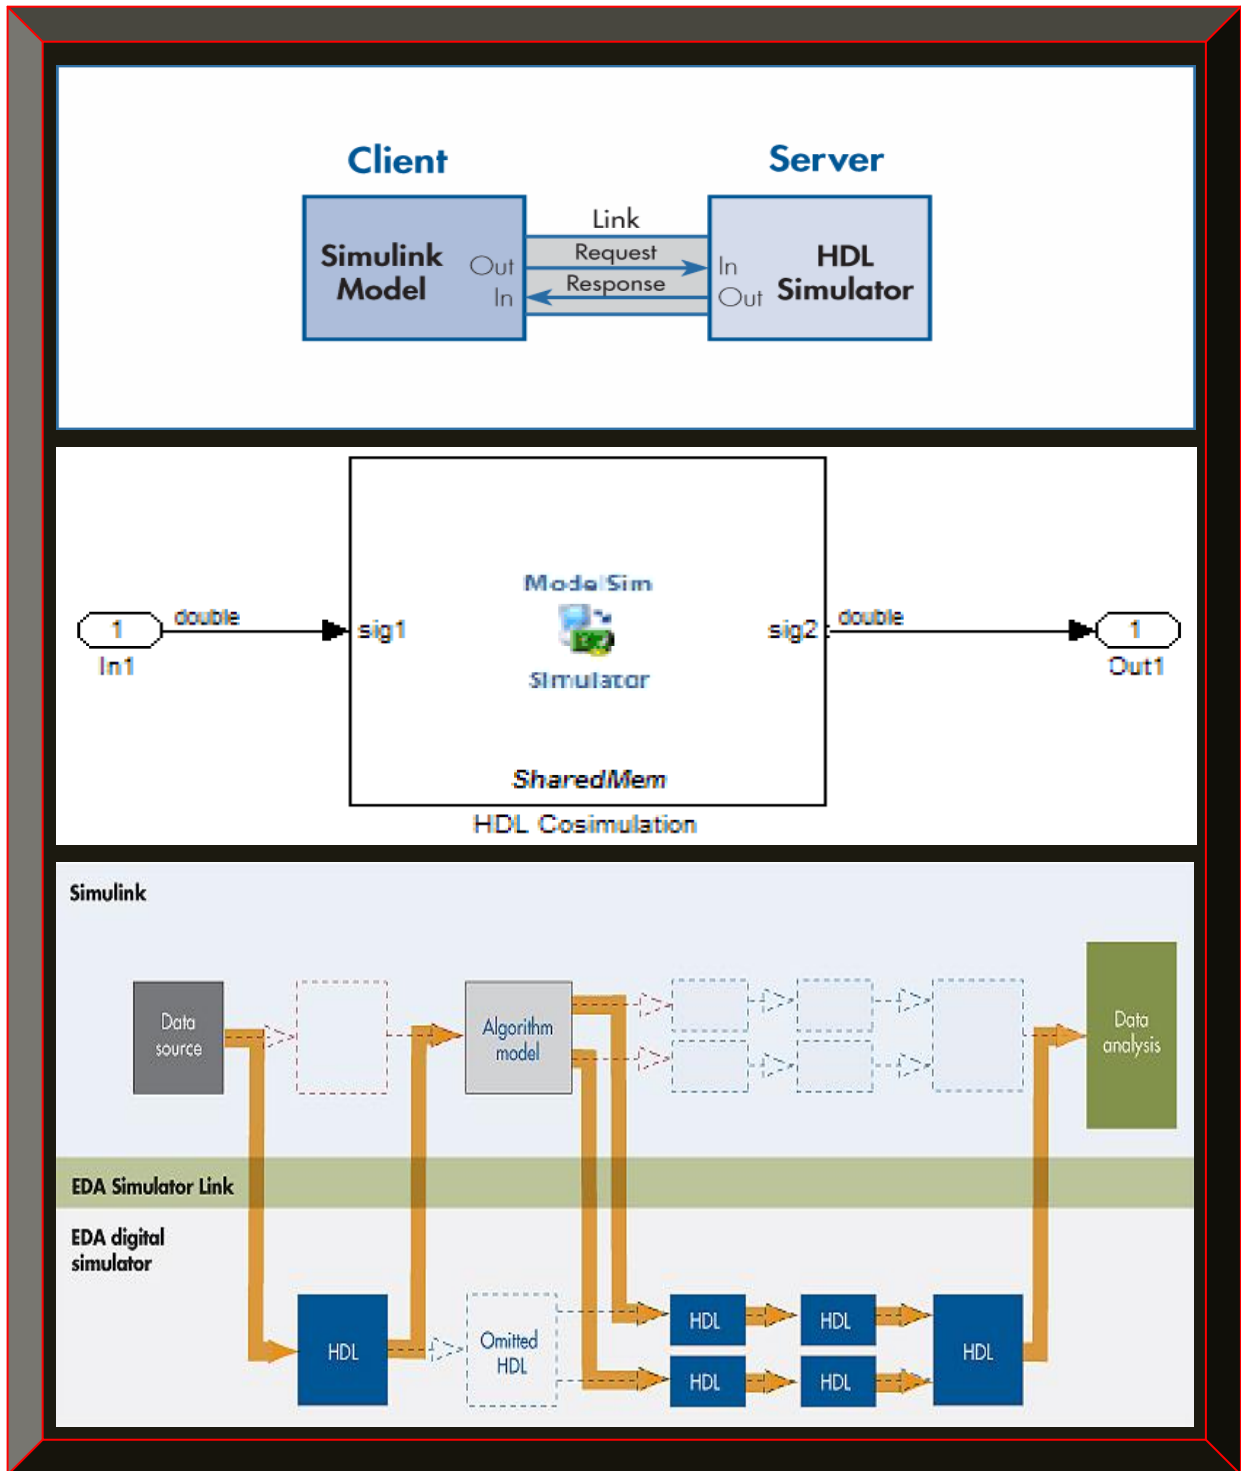 Client
Server
Link
Simulink
Model
Out
In
Request
Response
In
Out
HDL
Simulator
ModelSim
1
double
sig1
sig2
double
1
In1
Out1
Simulator
SharedMem
HDL Cosimulation
Simulink
Data
source
Algorithm
model
Data
analysis
EDA Simulator Link
EDA digital
simulator
HDL
Omitted
HDL
HDL
HDL
HDL
HDL
HDL